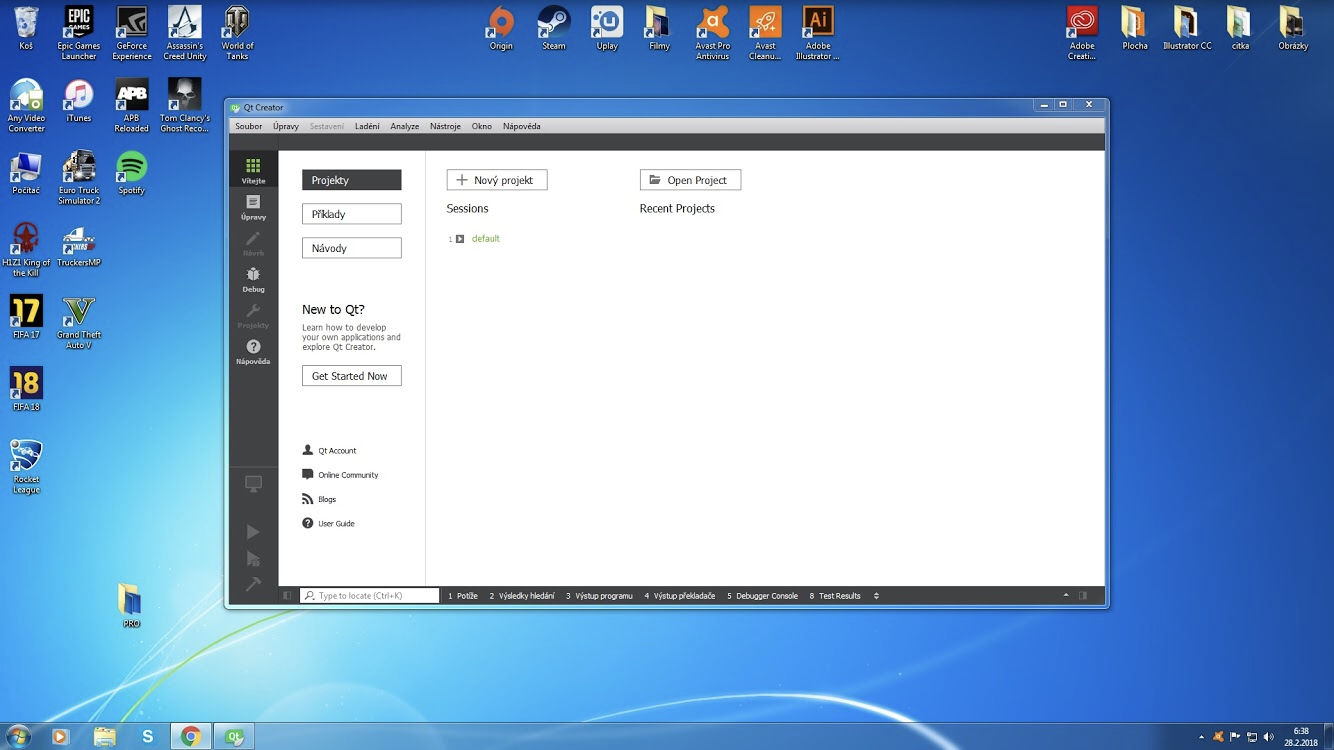 Koš
Epic Games
Launcher
GeForce
Experience
Assassin's
Creed Unity
World of
Tanks
Origin
Steam
Uplay
Filmy
Avast Pro
Antivirus
Avast
Cleanu...
Adobe
Illustrator ...
Adobe
Creati...
Plocha
Illustrator CC
citka
Obrázky
EPIC
GAMES
Ai
Any Video
Converter
iTunes
APB
APB
Reloaded
Tom Clancy's
Ghost Reco...
Počítač
Euro Truck
Simulator 2
Spotify
H1Z1 King of
the Kill
TruckersMP
17
FIFA 17
V
Grand Theft
Auto V
18
FIFA 18
Rocket
League
PRO
Qt Creator
Soubor Úpravy Sestavení Ladění Analyze Nástroje Okno Nápověda
Vítejte
Úpravy
Návrh
Debug
Projekty
Nápověda
Projekty
Příklady
Návody
New to Qt?
Learn how to develop
your own applications and
explore Qt Creator.
Get Started Now
Qt Account
Online Community
Blogs
User Guide
Nový projekt
Open Project
Sessions
Recent Projects
1 default
Type to locate (Ctrl+K)
1 Potíže 2 Výsledky hledání 3 Výstup programu 4 Výstup překladače 5 Debugger Console 8 Test Results
S
Qt
6:38
28.2.2018